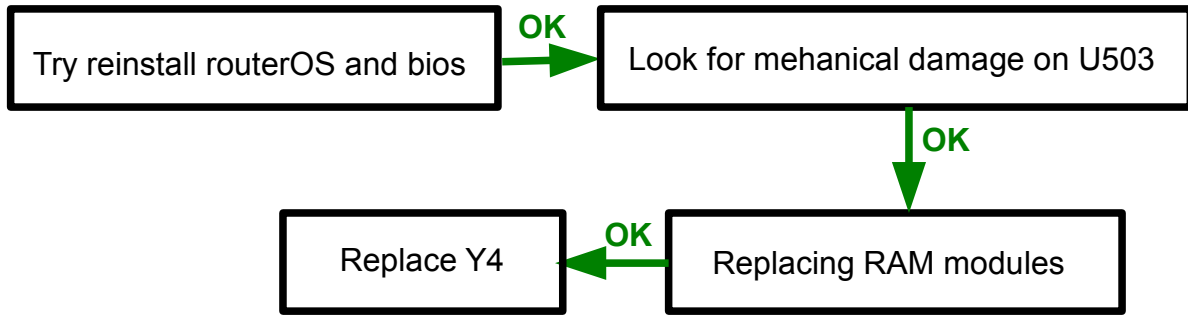 Try reinstall routerOS and bios
OK
Look for mehanical damage on U503
OK
Replacing RAM modules
OK
Replace Y4